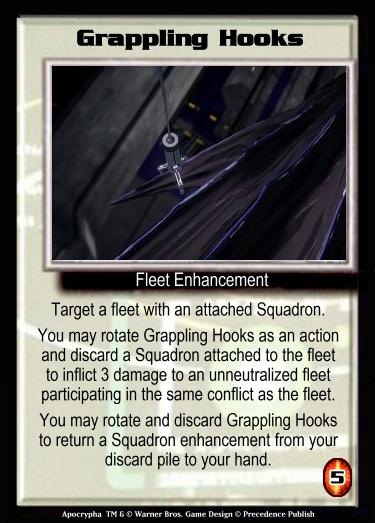 Grappling Hooks
Fleet Enhancement
Target a fleet with an attached Squadron.
You may rotate Grappling Hooks as an action
and discard a Squadron attached to the fleet
to inflict 3 damage to an unneutralized fleet
participating in the same conflict as the fleet.
You may rotate and discard Grappling Hooks
to return a Squadron enhancement from your
discard pile to your hand.
5
Apocrypha TM & © Warner Bros. Game Design © Precedence Publish